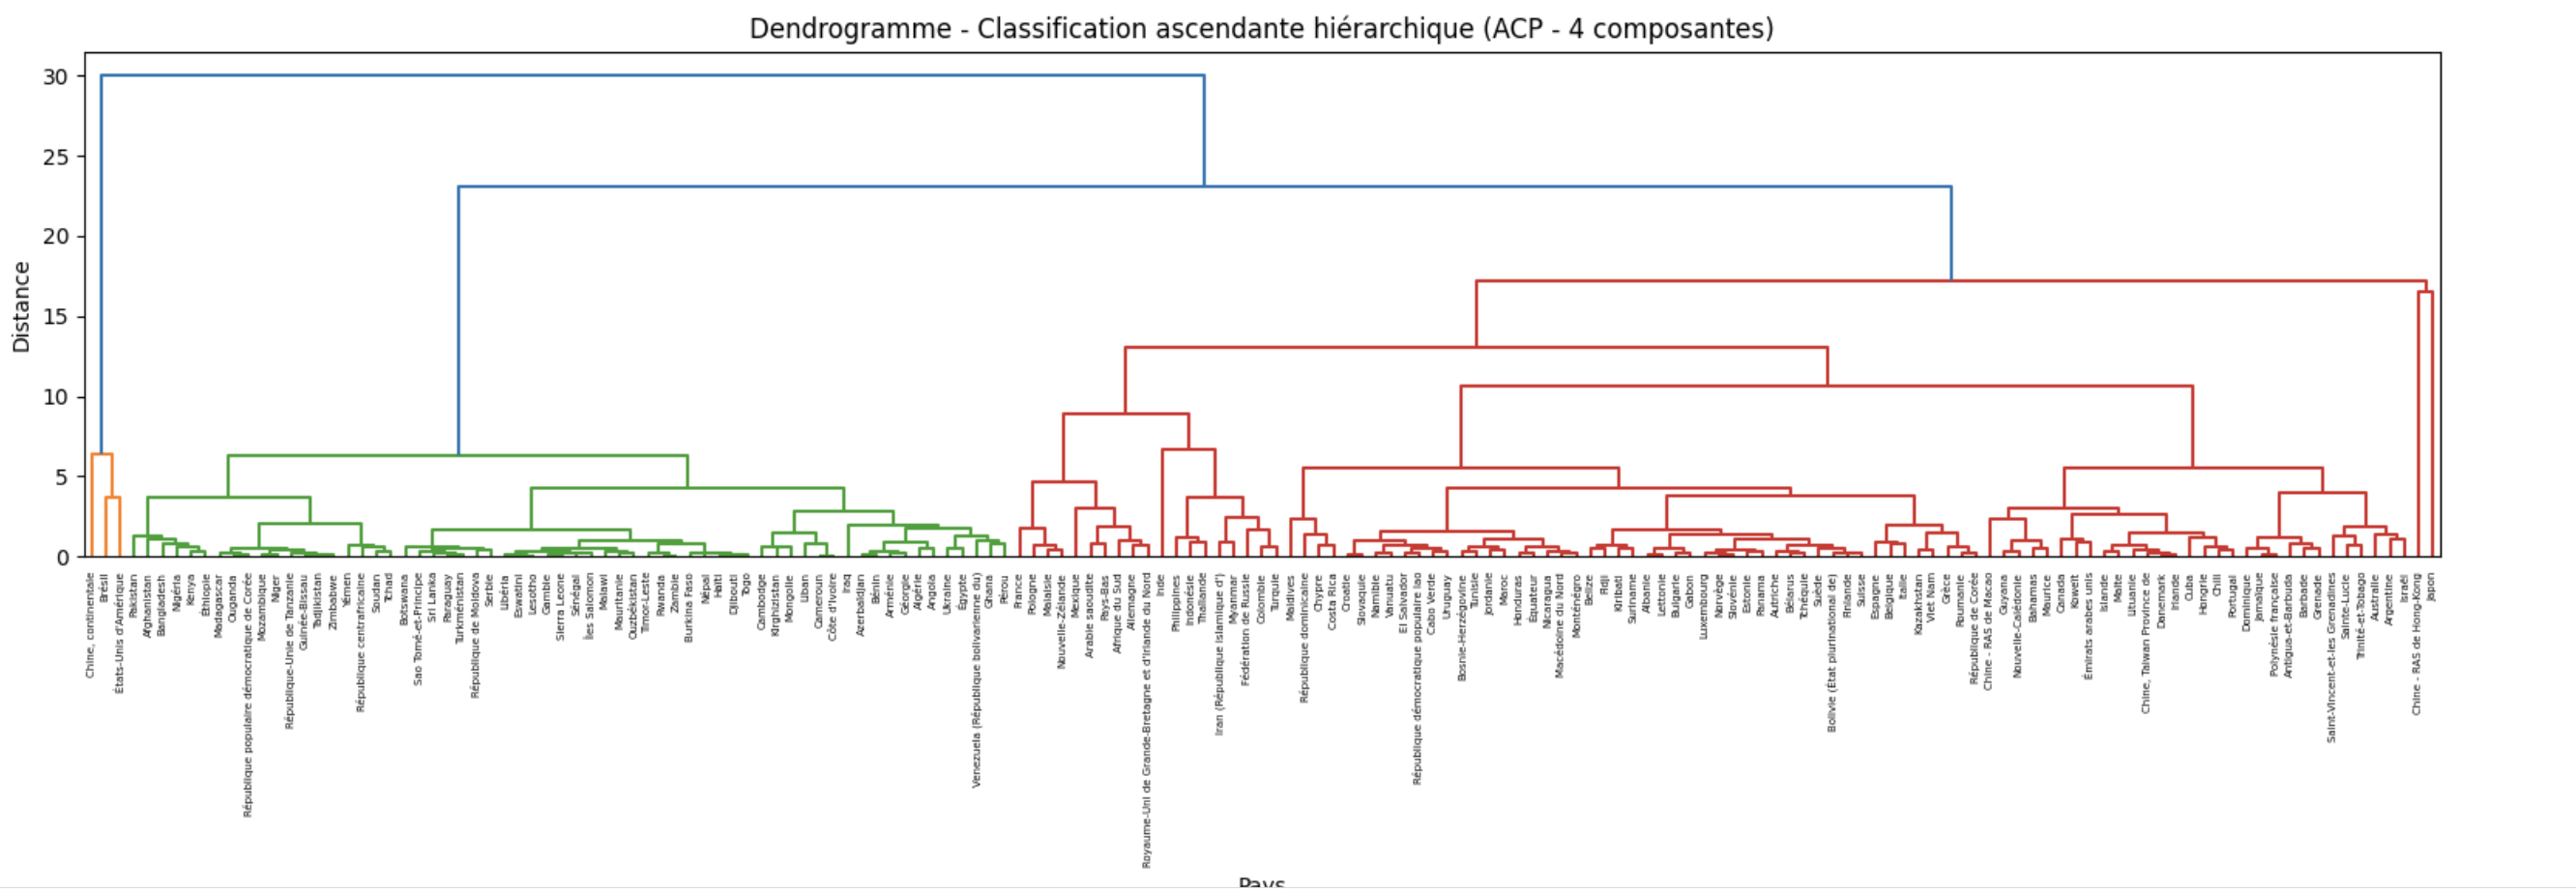 Dendrogramme - Classification ascendante hiérarchique (ACP - 4 composantes)
30
25
20
15
10
5
0
Distance
Chine, continentale
Brésil
États-Unis d'Amérique
Pakistan
Afghanistan
Bangladesh
Nigéria
Kenya
Éthiopie
Madagascar
Ouganda
République populaire démocratique de Corée
Mozambique
Niger
République-Unie de Tanzanie
Guinée-Bissau
Tadjikistan
Zimbabwe
Yémen
République centrafricaine
Soudan
Tchad
Botswana
Sao Tomé-et-Principe
Sri Lanka
Paraguay
Turkménistan
République de Moldova
Serbie
Libéria
Eswatini
Lesotho
Gambie
Sierra Leone
Sénégal
Îles Salomon
Malawi
Mauritanie
Ouzbékistan
Timor-Leste
Rwanda
Zambie
Burkina Faso
Népal
Haïti
Djibouti
Togo
Cambodge
Kirghizistan
Mongolie
Liban
Cameroun
Côte d'Ivoire
Iraq
Azerbaïdjan
Bénin
Arménie
Géorgie
Algérie
Angola
Ukraine
Égypte
Venezuela (République bolivarienne du)
Ghana
Pérou
France
Pologne
Malaisie
Nouvelle-Zélande
Mexique
Arabie saoudite
Pays-Bas
Afrique du Sud
Allemagne
Royaume-Uni de Grande-Bretagne et d'Irlande du Nord
Inde
Philippines
Indonésie
Thaïlande
Iran (République islamique d')
Myanmar
Fédération de Russie
Colombie
Turquie
Maldives
République dominicaine
Chypre
Costa Rica
Croatie
Slovaquie
Namibie
Vanuatu
El Salvador
République démocratique populaire lao
Cabo Verde
Uruguay
Bosnie-Herzégovine
Tunisie
Jordanie
Maroc
Honduras
Équateur
Nicaragua
Macédoine du Nord
Monténégro
Belize
Fidji
Kiribati
Suriname
Albanie
Lettonie
Bulgarie
Gabon
Luxembourg
Norvège
Slovénie
Estonie
Panama
Autriche
Bélarus
Tchéquie
Suède
Bolivie (État plurinational de)
Finlande
Suisse
Espagne
Belgique
Italie
Kazakhstan
Viet Nam
Grèce
Roumanie
République de Corée
Chine - RAS de Macao
Guyana
Nouvelle-Calédonie
Bahamas
Maurice
Canada
Koweït
Émirats arabes unis
Islande
Malte
Lituanie
Chine, Taiwan Province de
Danemark
Irlande
Cuba
Hongrie
Chili
Portugal
Dominique
Jamaïque
Polynésie française
Antigua-et-Barbuda
Barbade
Grenade
Saint-Vincent-et-les Grenadines
Sainte-Lucie
Trinité-et-Tobago
Australie
Argentine
Israël
Chine - RAS de Hong-Kong
Japon
Pays